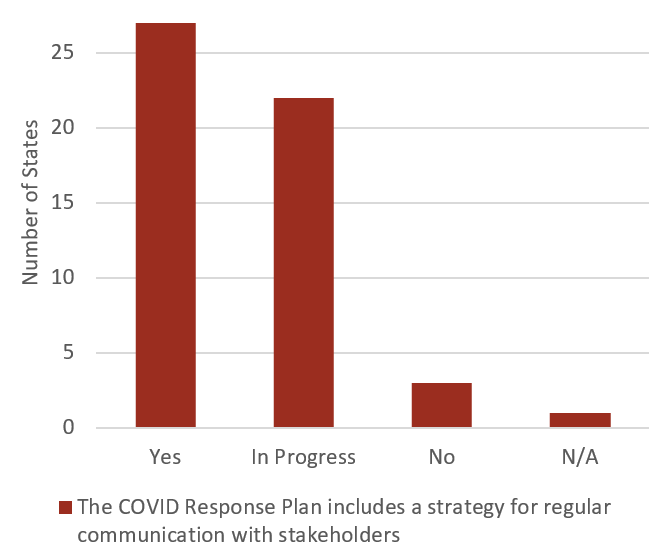 25
20
15
10
5
0
Number of States
Yes In Progress No N/A
The COVID Response Plan includes a strategy for regular
communication with stakeholders